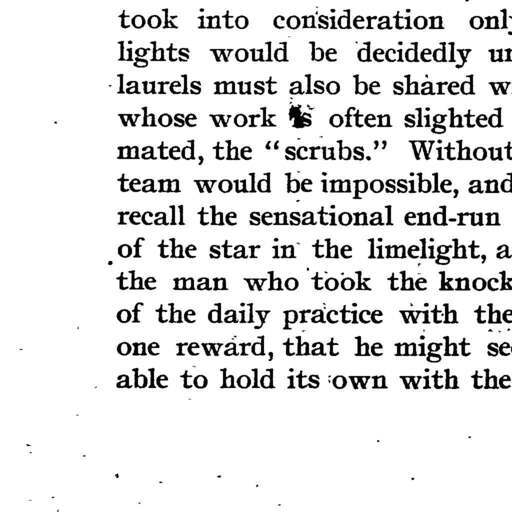 took into consideration only
lights would be decidedly un
laurels must also be shared w
whose work is often slighted
mated, the "scrubs." Without
team would be impossible, and
recall the sensational end-run
of the star in the limelight, a
the man who took the knock
of the daily practice with the
one reward, that he might se
able to hold its own with the